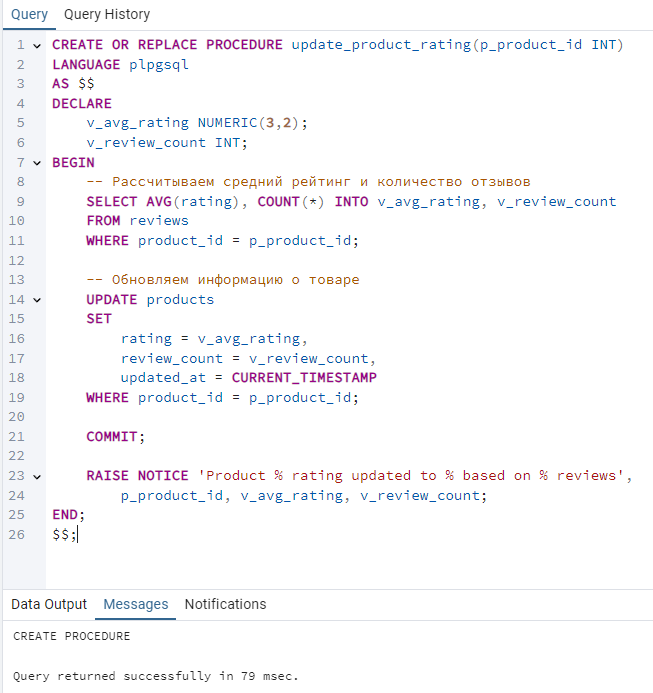 Query Query History
1 CREATE OR REPLACE PROCEDURE update_product_rating(p_product_id INT)
2 LANGUAGE plpgsql
3 AS $$
4 DECLARE
5     v_avg_rating NUMERIC(3,2);
6     v_review_count INT;
7 BEGIN
8     -- Рассчитываем средний рейтинг и количество отзывов
9     SELECT AVG(rating), COUNT(*) INTO v_avg_rating, v_review_count
10     FROM reviews
11     WHERE product_id = p_product_id;
12
13     -- Обновляем информацию о товаре
14     UPDATE products
15     SET
16         rating = v_avg_rating,
17         review_count = v_review_count,
18         updated_at = CURRENT_TIMESTAMP
19     WHERE product_id = p_product_id;
20
21     COMMIT;
22
23     RAISE NOTICE 'Product % rating updated to % based on % reviews',
24         p_product_id, v_avg_rating, v_review_count;
25 END;
26 $$;
Data Output Messages Notifications
CREATE PROCEDURE
Query returned successfully in 79 msec.